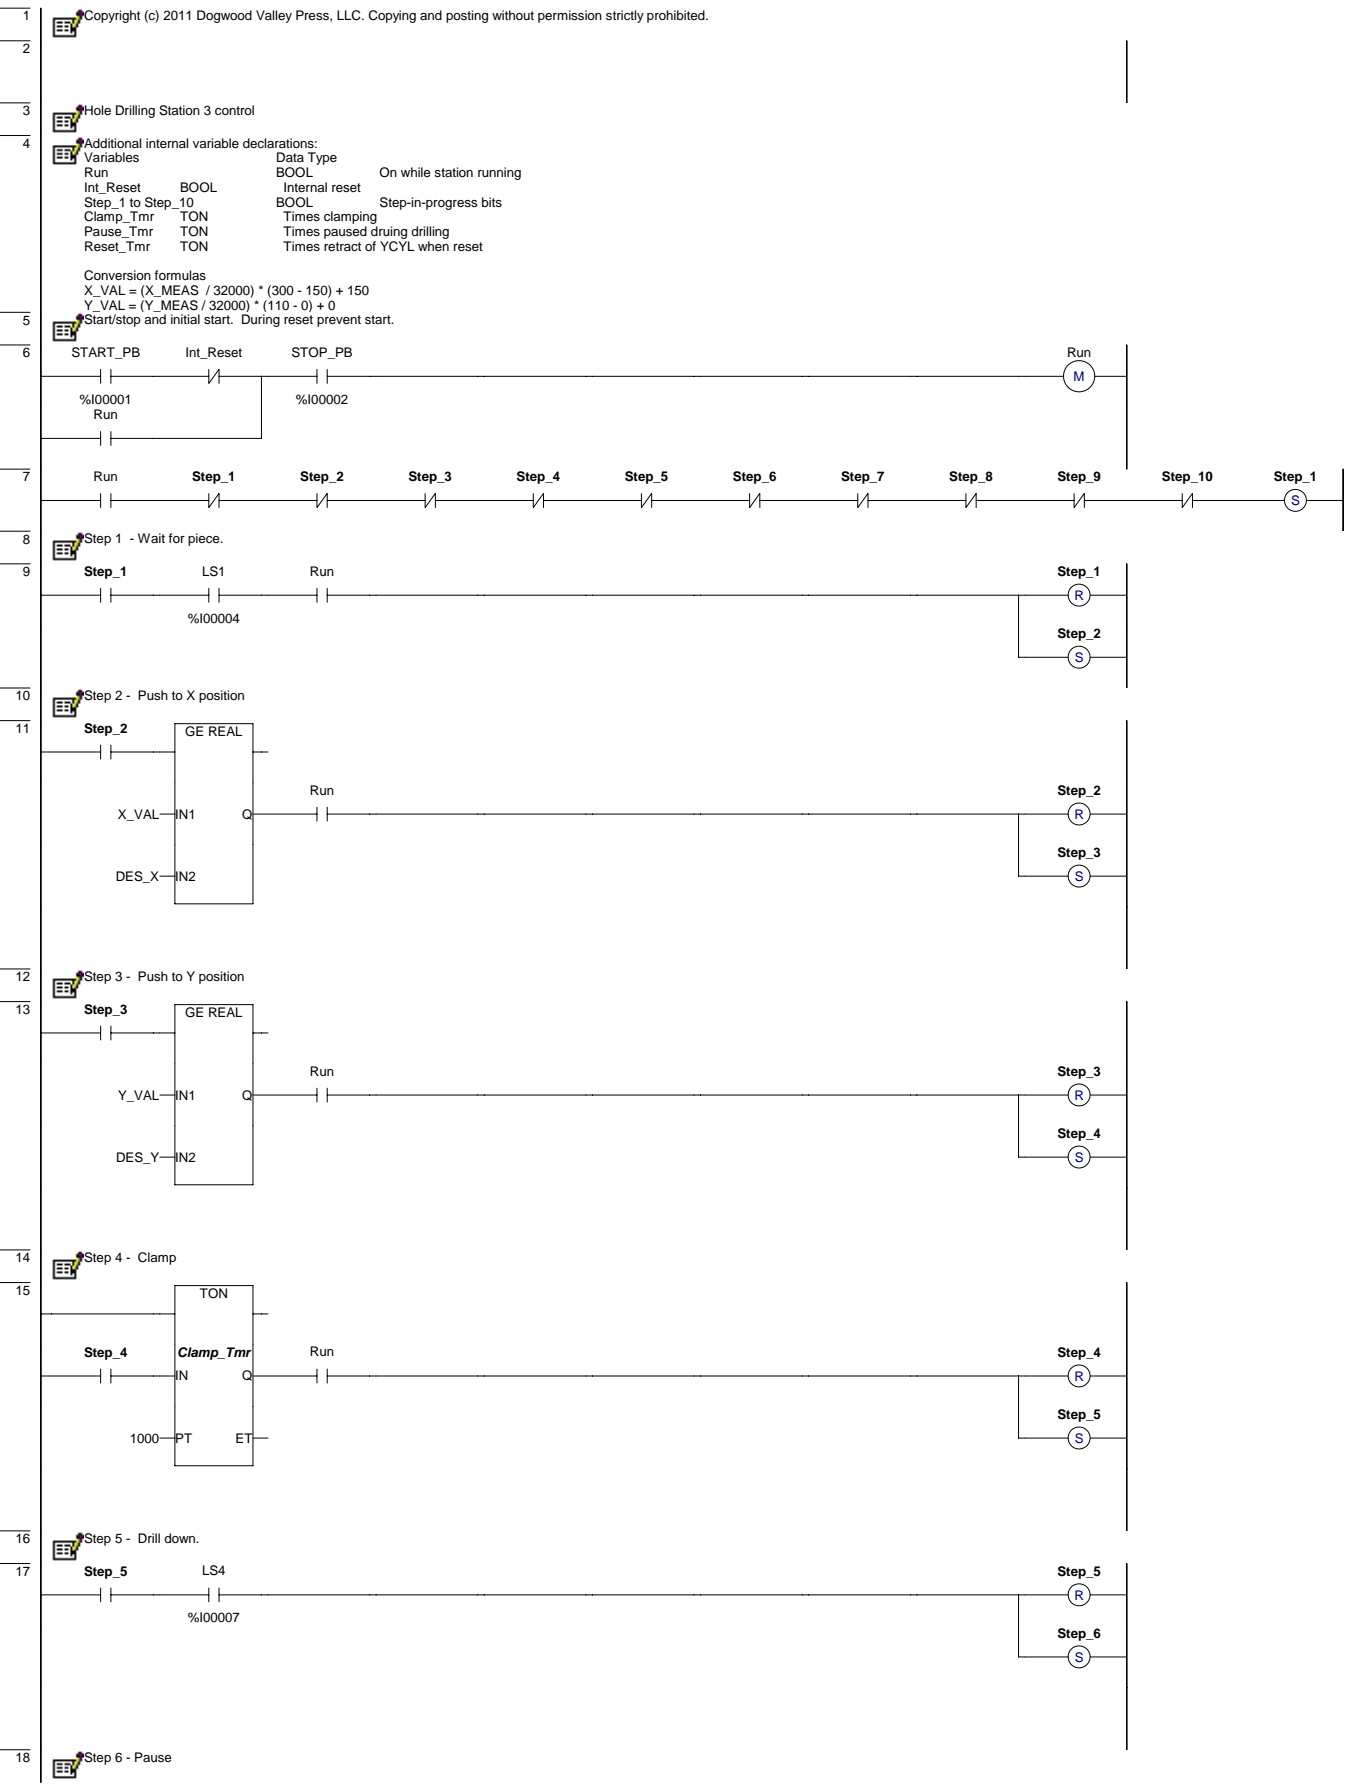 1 Copyright (c) 2011 Dogwood Valley Press, LLC. Copying and posting without permission strictly prohibited.
2
3 Hole Drilling Station 3 control
4 Additional internal variable declarations:
Variables Data Type
Run BOOL On while station running
Int_Reset BOOL Internal reset
Step_1 to Step_10 BOOL Step-in-progress bits
Clamp_Tmr TON Times clamping
Pause_Tmr TON Times paused druing drilling
Reset_Tmr TON Times retract of YCYL when reset
Conversion formulas
X_VAL = (X_MEAS / 32000) * (300 - 150) + 150
Y_VAL = (Y_MEAS / 32000) * (110 - 0) + 0
5 Start/stop and initial start. During reset prevent start.
6 START_PB Int_Reset STOP_PB Run
M
%I00001 %I00002
Run
7 Run Step_1 Step_2 Step_3 Step_4 Step_5 Step_6 Step_7 Step_8 Step_9 Step_10 Step_1
S
8 Step 1 - Wait for piece.
9 Step_1 LS1 Run Step_1
R
%I00004
Step_2
S
10 Step 2 - Push to X position
11 Step_2 GE REAL
Run Step_2
X_VAL IN1 Q R
Step_3
DES_X IN2 S
12 Step 3 - Push to Y position
13 Step_3 GE REAL
Run Step_3
Y_VAL IN1 Q R
Step_4
DES_Y IN2 S
14 Step 4 - Clamp
15 TON
Step_4 Clamp_Tmr Run Step_4
IN Q R
Step_5
1000 PT ET S
16 Step 5 - Drill down.
17 Step_5 LS4 Step_5
R
%I00007
Step_6
S
18 Step 6 - Pause